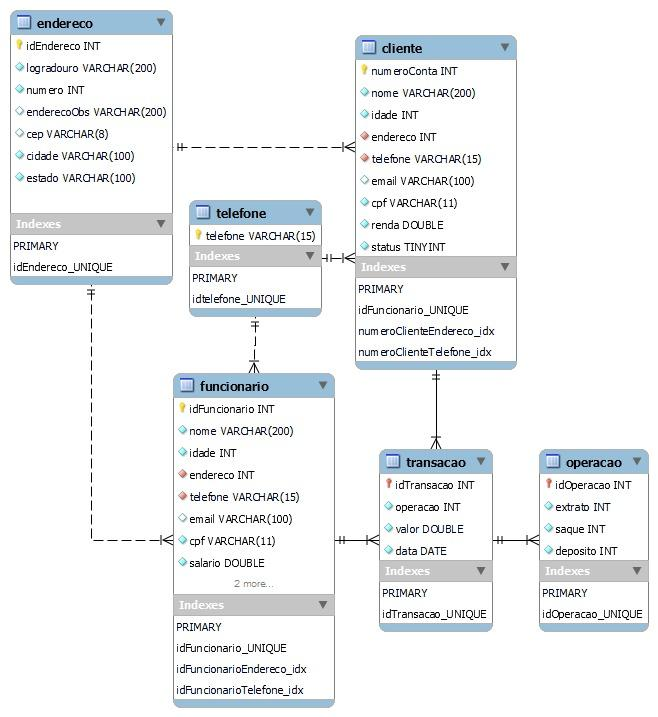 endereco
idEndereco INT
logradouro VARCHAR(200)
numero INT
enderecoObs VARCHAR(200)
cep VARCHAR(8)
cidade VARCHAR(100)
estado VARCHAR(100)
Indexes
PRIMARY
idEndereco_UNIQUE
cliente
numeroConta INT
nome VARCHAR(200)
idade INT
endereco INT
telefone VARCHAR(15)
email VARCHAR(100)
cpf VARCHAR(11)
renda DOUBLE
status TINYINT
Indexes
PRIMARY
idFuncionario_UNIQUE
numeroClienteEndereco_idx
numeroClienteTelefone_idx
telefone
telefone VARCHAR(15)
Indexes
PRIMARY
idtelefone_UNIQUE
funcionario
idFuncionario INT
nome VARCHAR(200)
idade INT
endereco INT
telefone VARCHAR(15)
email VARCHAR(100)
cpf VARCHAR(11)
salario DOUBLE
2 more...
Indexes
PRIMARY
idFuncionario_UNIQUE
idFuncionarioEndereco_idx
idFuncionarioTelefone_idx
transacao
idTransacao INT
operacao INT
valor DOUBLE
data DATE
Indexes
PRIMARY
idTransacao_UNIQUE
operacao
idOperacao INT
extrato INT
saque INT
deposito INT
Indexes
PRIMARY
idOperacao_UNIQUE